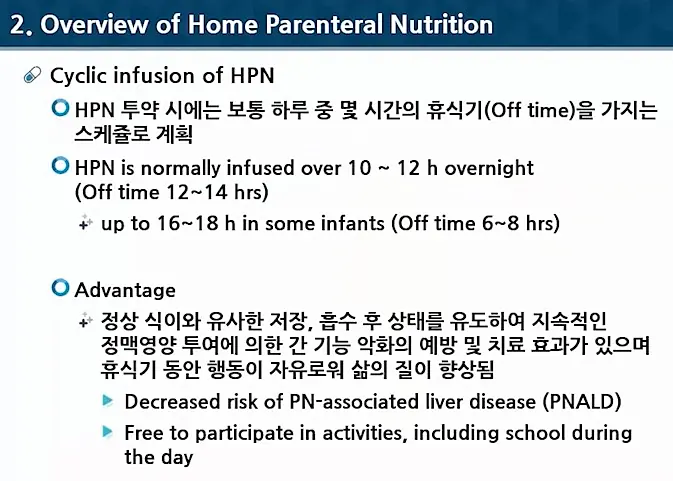 2. Overview of Home Parenteral Nutrition
Cyclic infusion of HPN
HPN 투약 시에는 보통 하루 중 몇 시간의 휴식기(Off time)을 가지는
스케쥴로 계획
HPN is normally infused over 10 ~ 12 h overnight
(Off time 12~14 hrs)
up to 16~18 h in some infants (Off time 6~8 hrs)
Advantage
정상 식이와 유사한 저장, 흡수 후 상태를 유도하여 지속적인
정맥영양 투여에 의한 간 기능 악화의 예방 및 치료 효과가 있으며
휴식기 동안 행동이 자유로워 삶의 질이 향상됨
Decreased risk of PN-associated liver disease (PNALD)
Free to participate in activities, including school during
the day